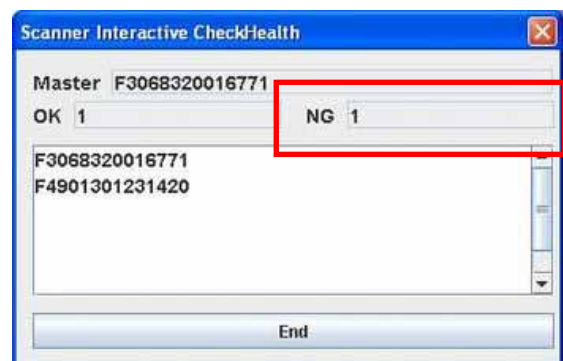 Scanner Interactive CheckHealth
Master F3068320016771
OK 1 NG 1
F3068320016771
F4901301231420
End